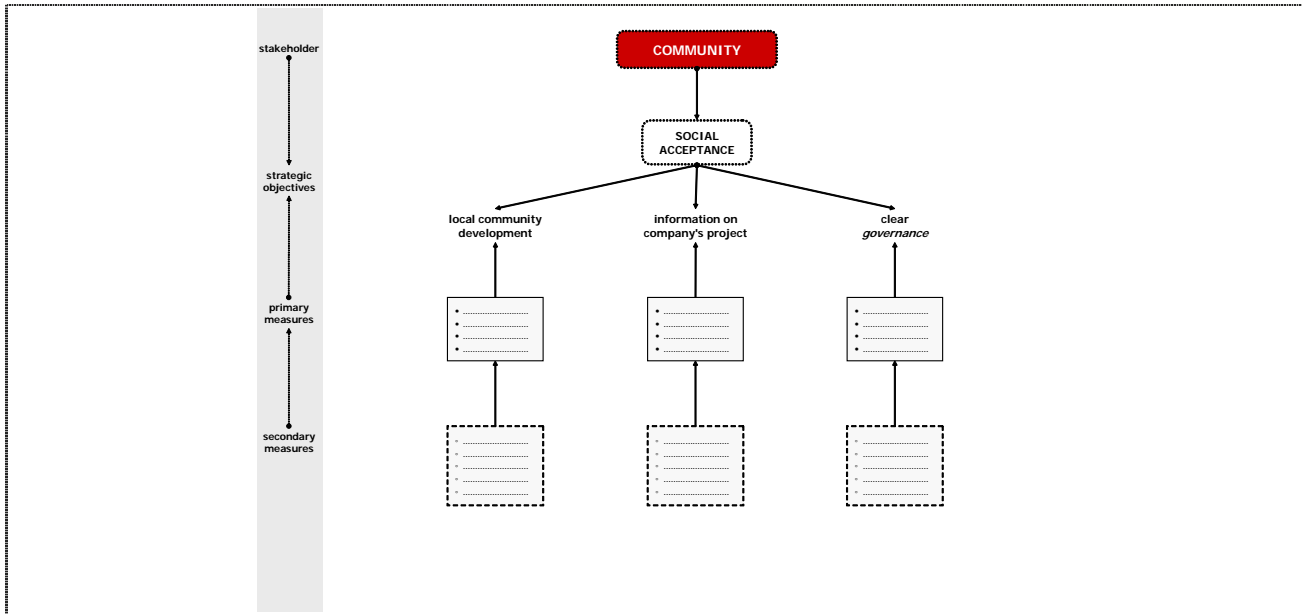 stakeholder
COMMUNITY
SOCIAL
ACCEPTANCE
strategic
objectives
local community
development
information on
company's project
clear
governance
primary
measures
secondary
measures